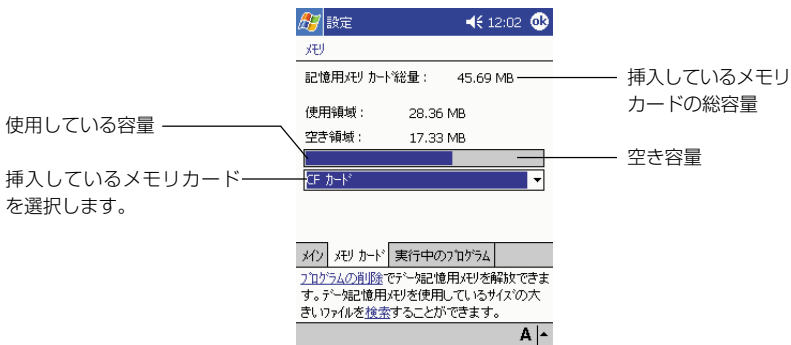 設定 12:02 ok
メモリ
記憶用メモリ カード総量： 45.69 MB
使用領域： 28.36 MB
空き領域： 17.33 MB
CF カード
メイン メモリ カード 実行中のプログラム
プログラムの削除でデータ記憶用メモリを解放できま
す。データ記憶用メモリを使用しているサイズの大
きいファイルを検索することができます。
A
使用している容量
挿入しているメモリカード
を選択します。
挿入しているメモリ
カードの総容量
空き容量